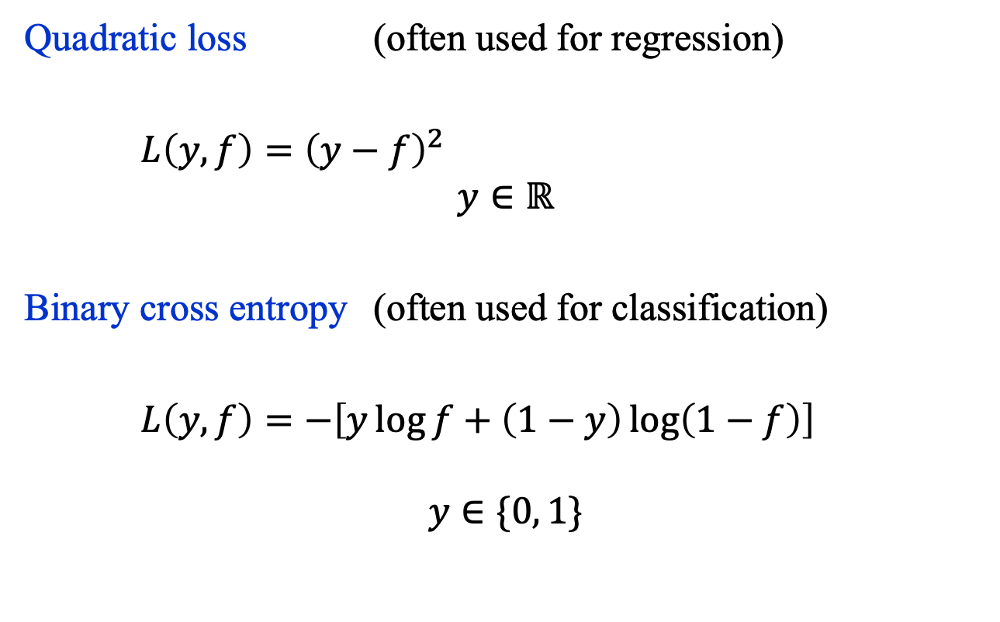 Quadratic loss (often used for regression)
L(y, f) = (y − f)²
y ∈ ℝ
Binary cross entropy (often used for classification)
L(y, f) = −[y log f + (1 − y) log(1 − f)]
y ∈ {0, 1}